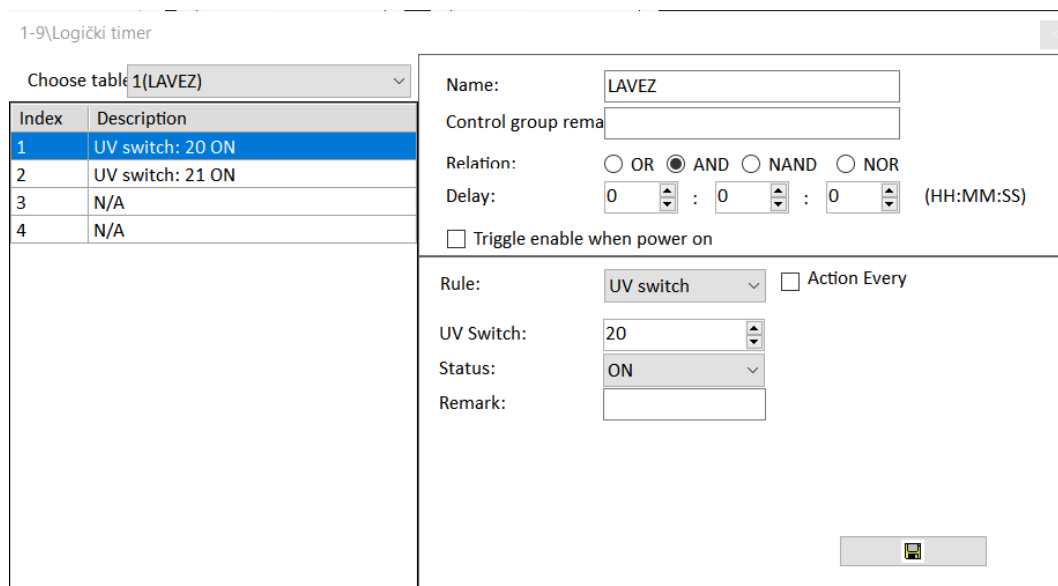 1-9\Logički timer
Choose table 1(LAVEZ)
Index Description
1 UV switch: 20 ON
2 UV switch: 21 ON
3 N/A
4 N/A
Name: LAVEZ
Control group rema
Relation: OR AND NAND NOR
Delay: 0 : 0 : 0 (HH:MM:SS)
Triggle enable when power on
Rule: UV switch Action Every
UV Switch: 20
Status: ON
Remark: